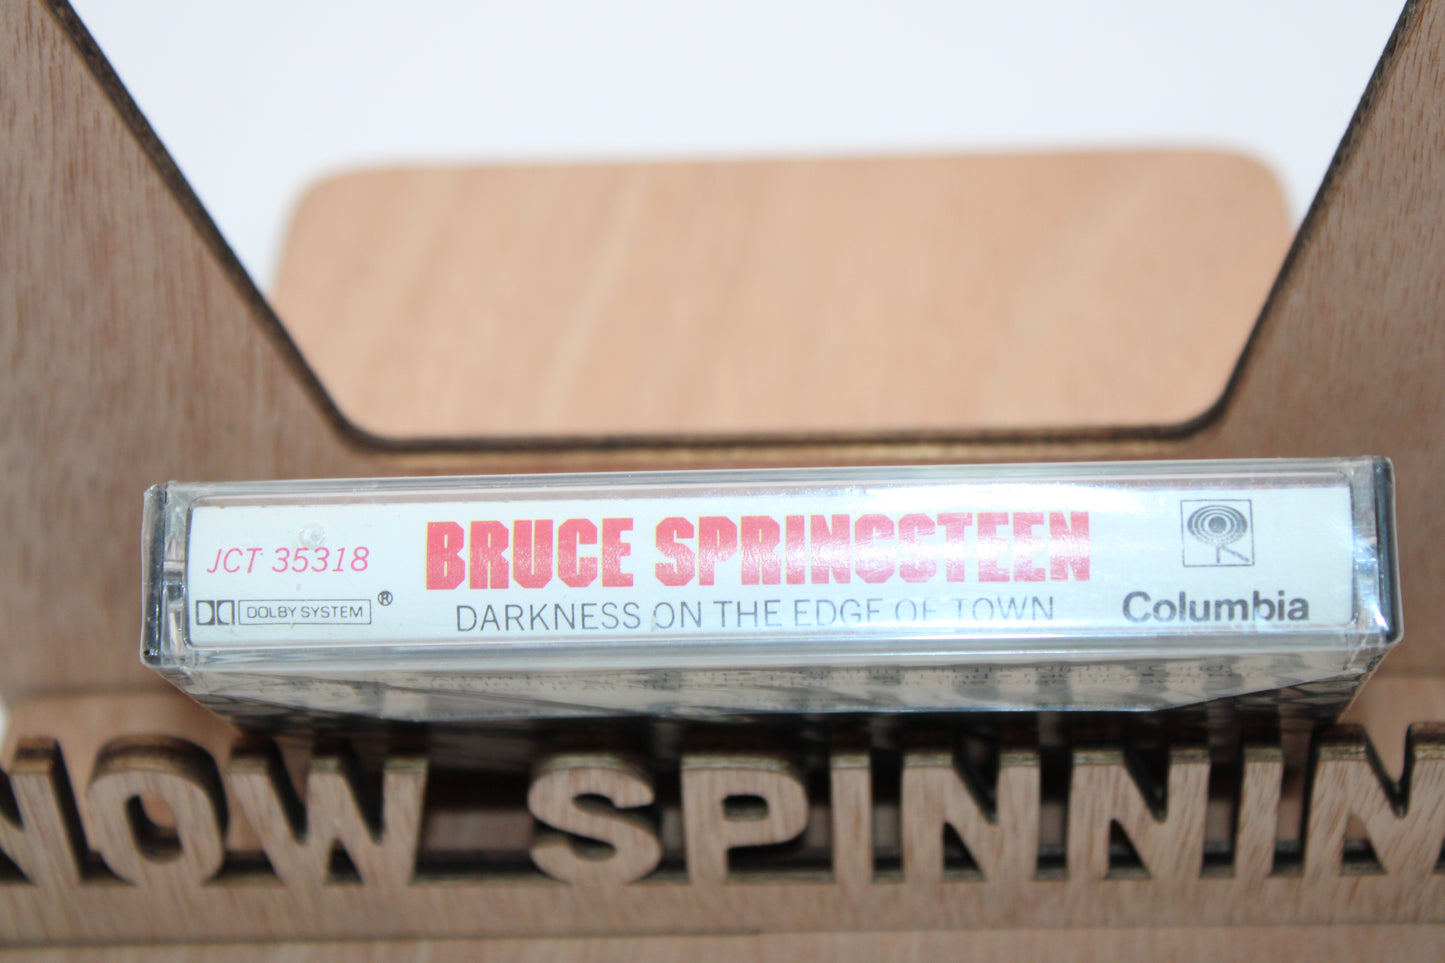 JCT 35318
BRUCE SPRINGSTEEN
DOLBY SYSTEM ®
DARKNESS ON THE EDGE OF TOWN
Columbia
NOW SPINNIN